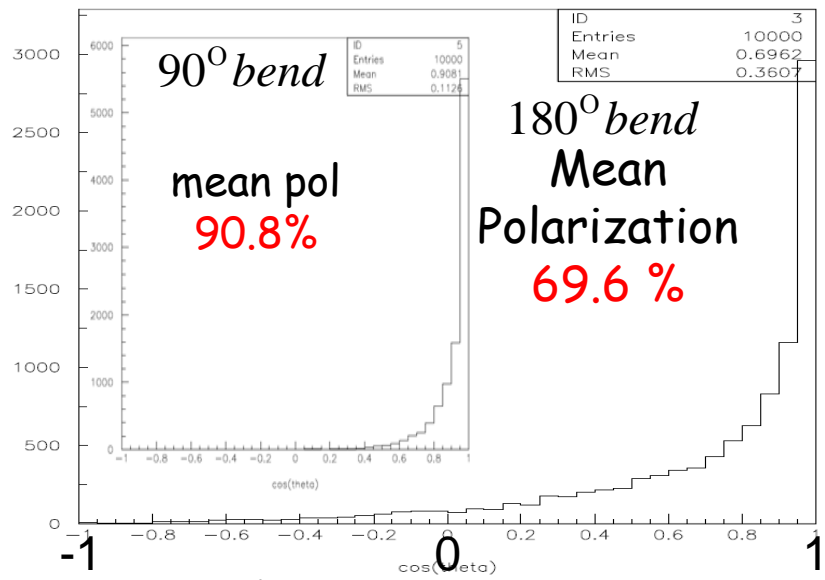 ID 3
Entries 10000
Mean 0.6962
RMS 0.3607
ID 5
Entries 10000
Mean 0.9081
RMS 0.1126
90° bend
mean pol
90.8%
180° bend
Mean
Polarization
69.6 %
6000
5000
4000
3000
2000
1000
0
-1 -0.8 -0.6 -0.4 -0.2 0 0.2 0.4 0.6 0.8 1
cos(theta)
3000
2500
2000
1500
1000
500
0
-1 -0.8 -0.6 -0.4 -0.2 0 0.2 0.4 0.6 0.8 1
-1 0 1
cos(theta)